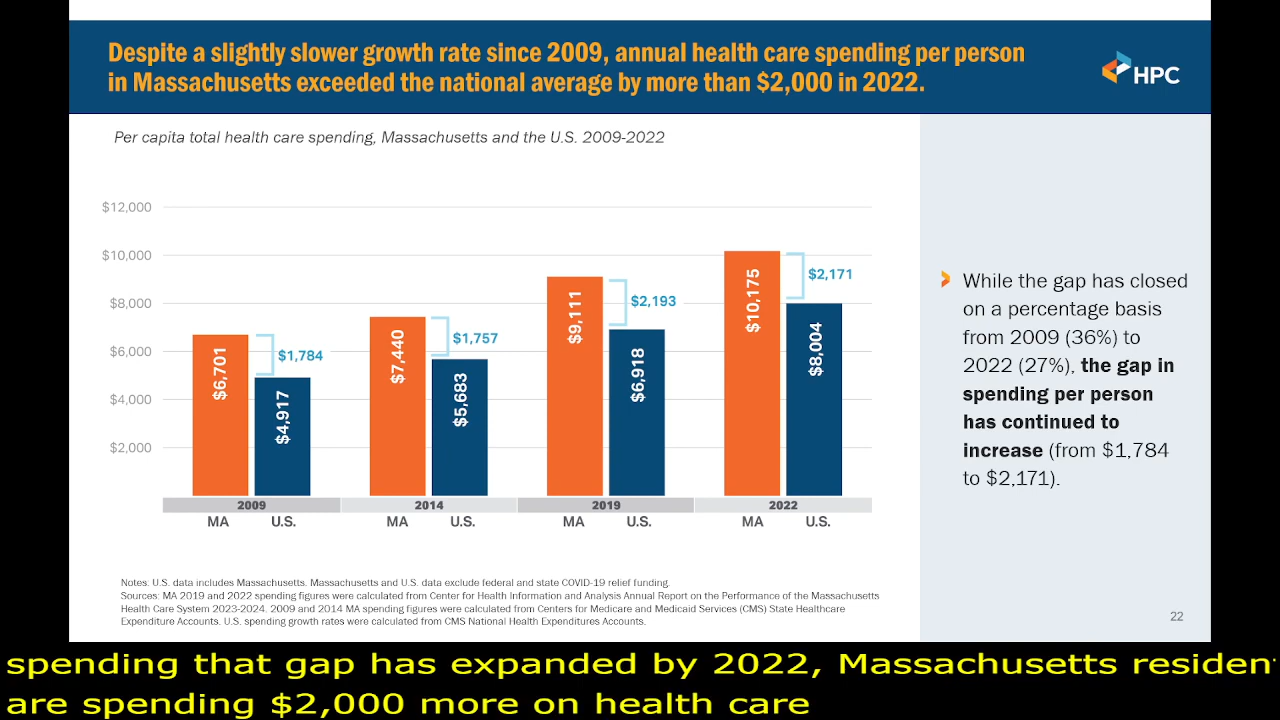 Despite a slightly slower growth rate since 2009, annual health care spending per person
in Massachusetts exceeded the national average by more than $2,000 in 2022.
HPC
Per capita total health care spending, Massachusetts and the U.S. 2009-2022
$12,000
$10,000
$8,000
$6,000
$4,000
$2,000
$6,701
$4,917
$1,784
$7,440
$5,683
$1,757
$9,111
$6,918
$2,193
$10,175
$8,004
$2,171
2009
2014
2019
2022
MA
U.S.
MA
U.S.
MA
U.S.
MA
U.S.
While the gap has closed
on a percentage basis
from 2009 (36%) to
2022 (27%), the gap in
spending per person
has continued to
increase (from $1,784
to $2,171).
Notes: U.S. data includes Massachusetts. Massachusetts and U.S. data exclude federal and state COVID-19 relief funding.
Sources: MA 2019 and 2022 spending figures were calculated from Center for Health Information and Analysis Annual Report on the Performance of the Massachusetts
Health Care System 2023-2024. 2009 and 2014 MA spending figures were calculated from Centers for Medicare and Medicaid Services (CMS) State Healthcare
Expenditure Accounts. U.S. spending growth rates were calculated from CMS National Health Expenditures Accounts.
22
spending that gap has expanded by 2022, Massachusetts residen
are spending $2,000 more on health care